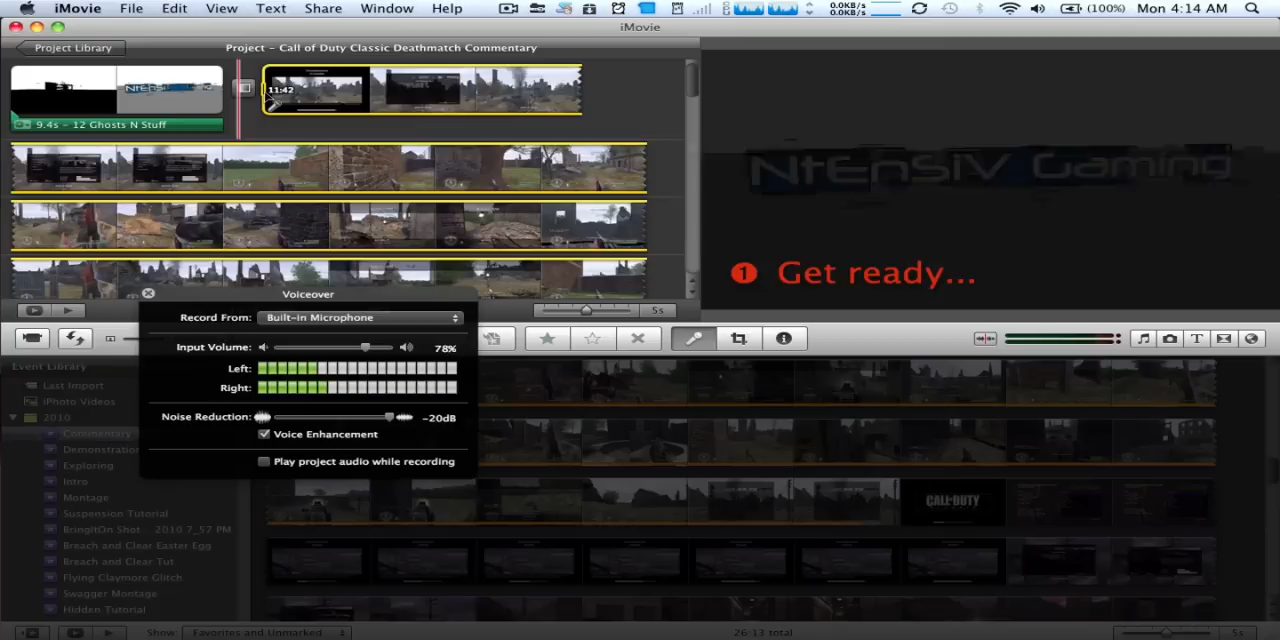 iMovie File Edit View Text Share Window Help
0.0KB/s
0.0KB/s
(100%) Mon 4:14 AM
iMovie
Project Library
Project - Call of Duty Classic Deathmatch Commentary
11:42
9.4s - 12 Ghosts N Stuff
NtEnSiV Gaming
1 Get ready...
5s
Voiceover
Record From: Built-in Microphone
Input Volume: 78%
Left:
Right:
Noise Reduction: -20dB
Voice Enhancement
Play project audio while recording
Event Library
Last Import
iPhoto Videos
2010
Commentary
Demonstration
Exploring
Intro
Montage
Suspension Tutorial
BringItOn Shot ... 2010 7_57 PM
Breach and Clear Easter Egg
Breach and Clear Tut
Flying Claymore Glitch
Swagger Montage
Hidden Tutorial
CALL OF DUTY
Show: Favorites and Unmarked
26:13 total
5s